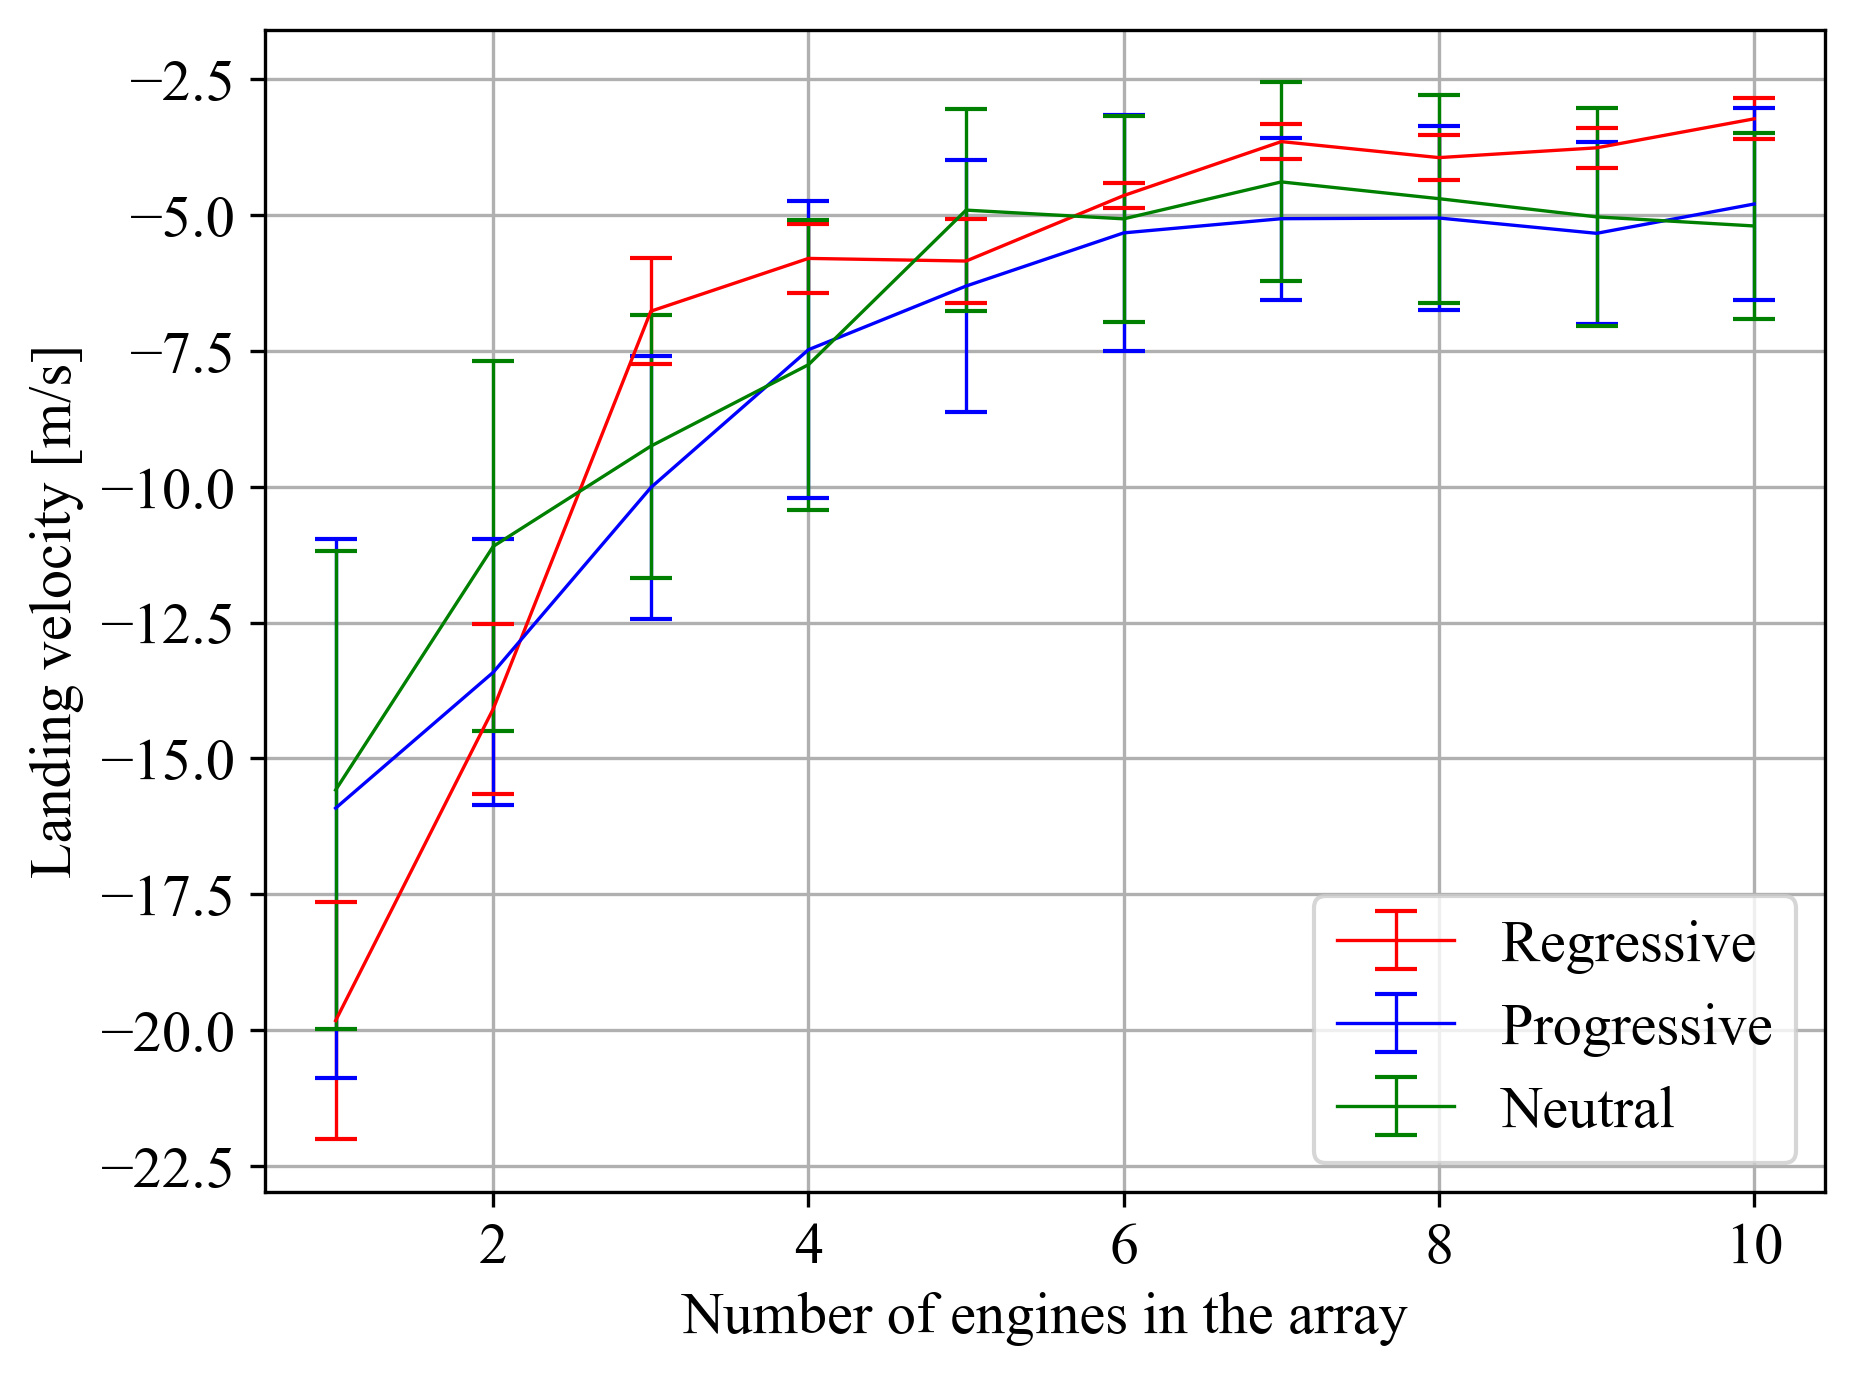 Landing velocity [m/s]
−2.5
−5.0
−7.5
−10.0
−12.5
−15.0
−17.5
−20.0
−22.5
Regressive
Progressive
Neutral
2 4 6 8 10
Number of engines in the array